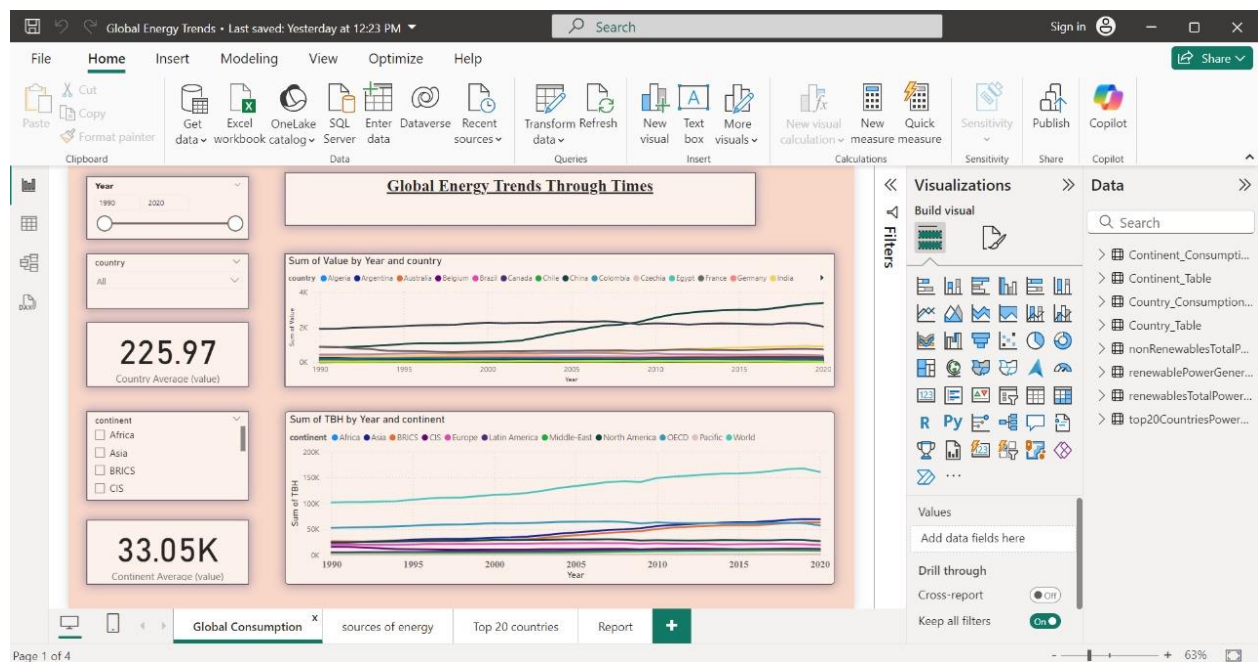 Global Energy Trends • Last saved: Yesterday at 12:23 PM
Search
Sign in
File Home Insert Modeling View Optimize Help
Share
Paste
Cut
Copy
Format painter
Get data
Excel workbook
OneLake catalog
SQL Server
Enter data
Dataverse
Recent sources
Transform data
Refresh
New visual
Text box
More visuals
New visual calculation
New measure
Quick measure
Sensitivity
Publish
Copilot
Clipboard
Data
Queries
Insert
Calculations
Sensitivity
Share
Copilot
Year
1990 2020
Global Energy Trends Through Times
country
All
225.97
Country Average (value)
continent
Africa
Asia
BRICS
CIS
33.05K
Continent Average (value)
Sum of Value by Year and country
country Algeria Argentina Australia Belgium Brazil Canada Chile China Colombia Czechia Egypt France Germany India
Sum of Value
4K
2K
0K
1990 1995 2000 2005 2010 2015 2020
Year
Sum of TBH by Year and continent
continent Africa Asia BRICS CIS Europe Latin America Middle-East North America OECD Pacific World
Sum of TBH
200K
150K
100K
50K
0K
1990 1995 2000 2005 2010 2015 2020
Year
Filters
Visualizations
Build visual
123
R Py
...
Values
Add data fields here
Drill through
Cross-report
Off
Keep all filters
On
Data
Search
Continent_Consumpti...
Continent_Table
Country_Consumption...
Country_Table
nonRenewablesTotalP...
renewablePowerGener...
renewablesTotalPower...
top20CountriesPower...
Global Consumption x
sources of energy
Top 20 countries
Report
+
Page 1 of 4
- + 63%